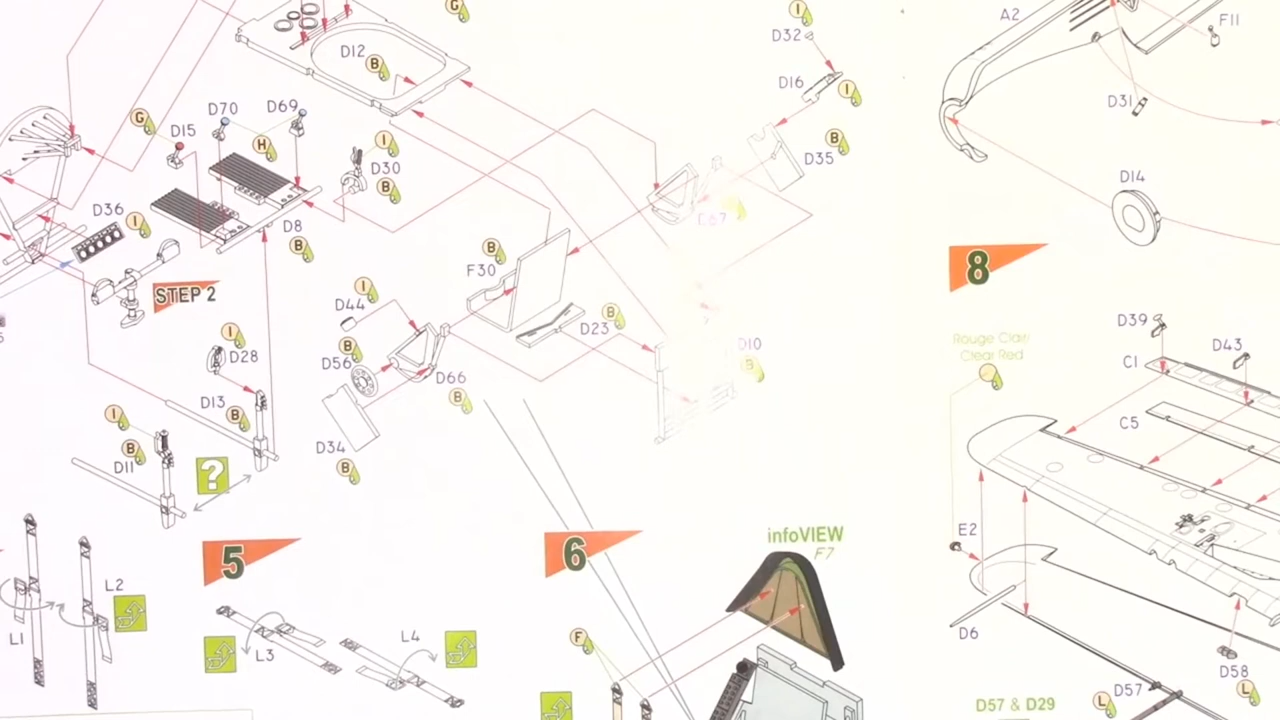 G
I
D32
A2
F11
D12
B
D16
I
D31
G
D70
D69
D15
H
I
D30
B
B
D35
D14
D36
I
D8
B
STEP 2
B
F30
8
D44
I
D23
B
D39
D10
B
Rouge Clair
Clear Red
C1
D43
I
D28
B
D56
D66
B
D13
B
C5
I
B
D11
?
D34
B
5
6
infoVIEW
F7
E2
L2
L1
L3
L4
F
D6
D58
L
D57
L
D57 & D29